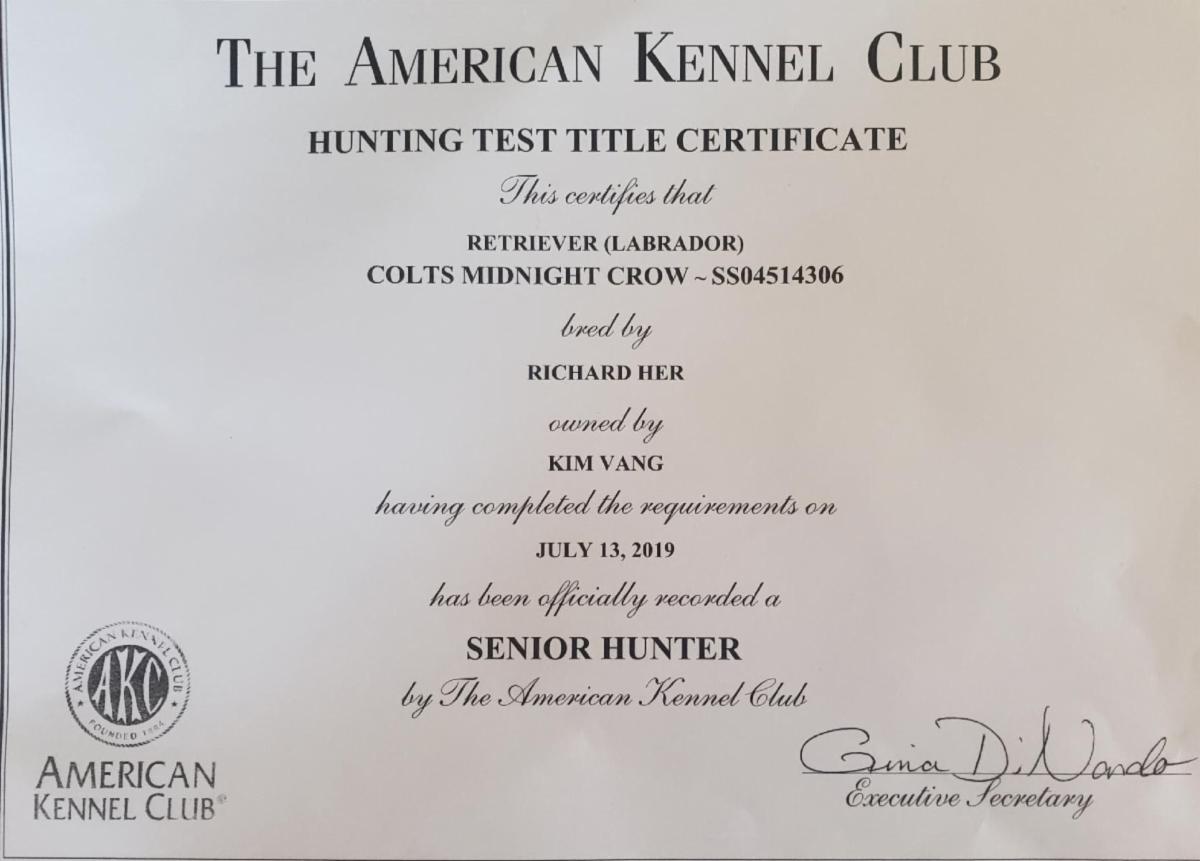 THE AMERICAN KENNEL CLUB
HUNTING TEST TITLE CERTIFICATE
This certifies that
RETRIEVER (LABRADOR)
COLTS MIDNIGHT CROW ~ SS04514306
bred by
RICHARD HER
owned by
KIM VANG
having completed the requirements on
JULY 13, 2019
has been officially recorded a
SENIOR HUNTER
by The American Kennel Club
AMERICAN KENNEL CLUB
AKC
FOUNDED 1884
AMERICAN
KENNEL CLUB®
Gina DiNardo
Executive Secretary